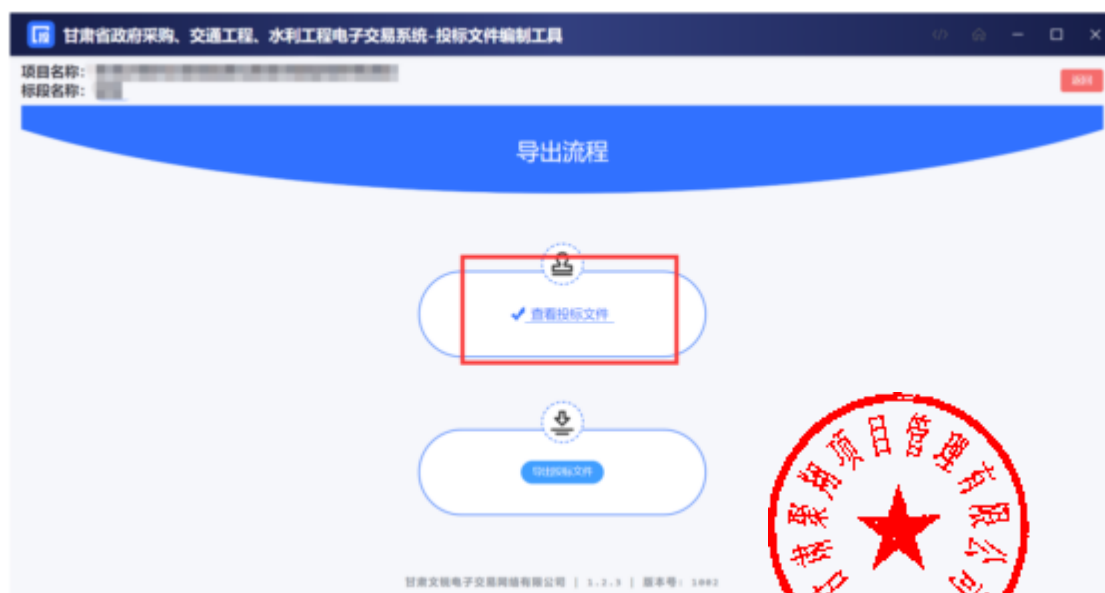 甘肃省政府采购、交通工程、水利工程电子交易系统-投标文件编制工具
项目名称:
标段名称:
返回
导出流程
查看投标文件
导出投标文件
甘肃文锐电子交易网络有限公司 | 1.2.3 | 版本号: 1002
甘肃聚翔项目管理有限公司